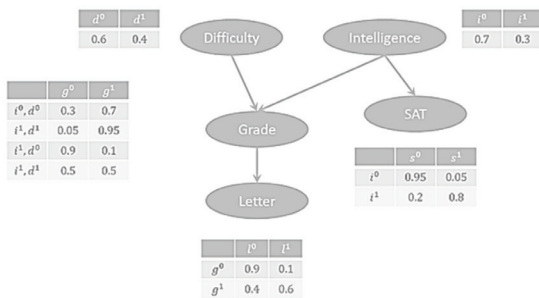 d⁰ d¹
0.6 0.4
Difficulty
Intelligence
i⁰ i¹
0.7 0.3
g⁰ g¹
i⁰, d⁰ 0.3 0.7
i¹, d¹ 0.05 0.95
i¹, d⁰ 0.9 0.1
i¹, d¹ 0.5 0.5
Grade
SAT
s⁰ s¹
i⁰ 0.95 0.05
i¹ 0.2 0.8
Letter
l⁰ l¹
g⁰ 0.9 0.1
g¹ 0.4 0.6